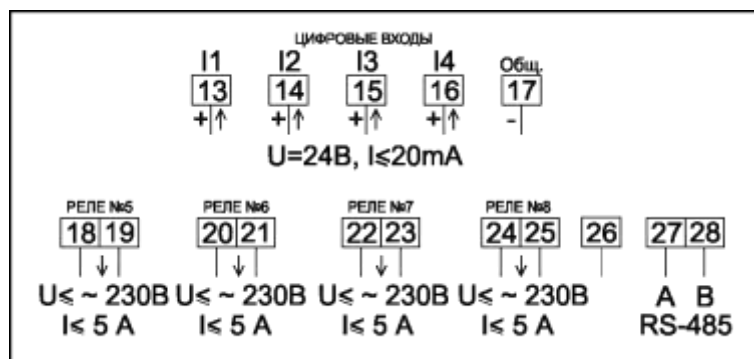 ЦИФРОВЫЕ ВХОДЫ
I1 I2 I3 I4 Общ.
13 14 15 16 17
+ + + + -
U=24В, I≤20mA
РЕЛЕ №5 РЕЛЕ №6 РЕЛЕ №7 РЕЛЕ №8
18 19 20 21 22 23 24 25 26 27 28
U≤ ~ 230В U≤ ~ 230В U≤ ~ 230В U≤ ~ 230В A B
I≤ 5 A I≤ 5 A I≤ 5 A I≤ 5 A RS-485